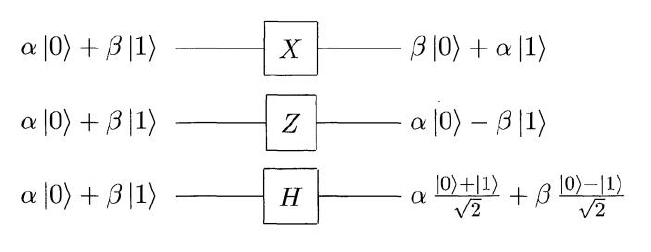 α|0⟩ + β|1⟩ X β|0⟩ + α|1⟩
α|0⟩ + β|1⟩ Z α|0⟩ − β|1⟩
α|0⟩ + β|1⟩ H α |0⟩+|1⟩/√2 + β |0⟩−|1⟩/√2